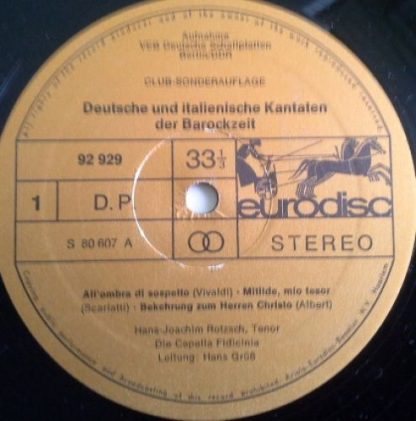 Aufnahme
VEB Deutsche Schallplatten
Berlin/DDR
CLUB-SONDERAUFLAGE
Deutsche und italienische Kantaten
der Barockzeit
92 929
33 1/3
1
D.P
eurodisc
S 80 607 A
STEREO
All'ombra di sospetto (Vivaldi) · Mitilde, mio tesor
(Scarlatti) · Bekehrung zum Herren Christo (Albert)
Hans-Joachim Rotzsch, Tenor
Die Capella Fidicinia
Leitung: Hans Grüß